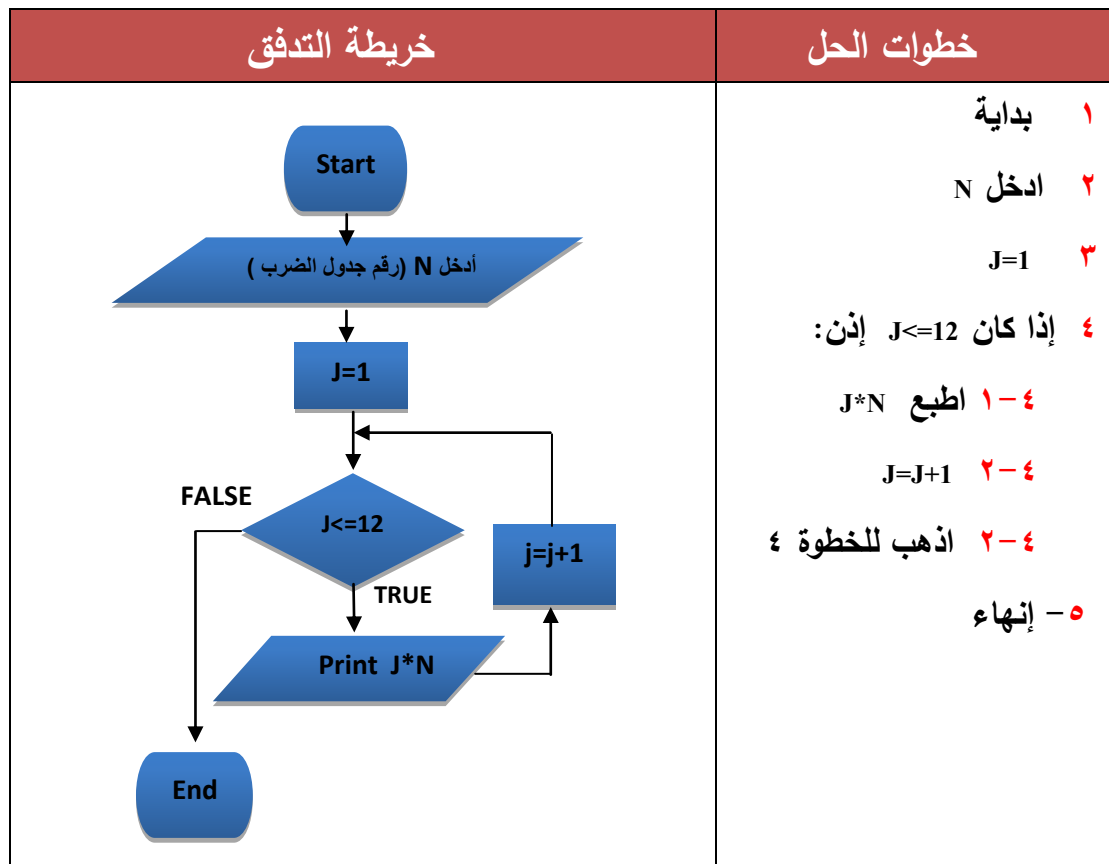 خطوات الحل
خريطة التدفق
١ بداية
٢ ادخل N
٣ J=1
٤ إذا كان J<=12 إذن:
٤-١ اطبع J*N
٤-٢ J=J+1
٤-٢ اذهب للخطوة ٤
٥- إنهاء
Start
أدخل N (رقم جدول الضرب )
J=1
J<=12
FALSE
TRUE
j=j+1
Print J*N
End